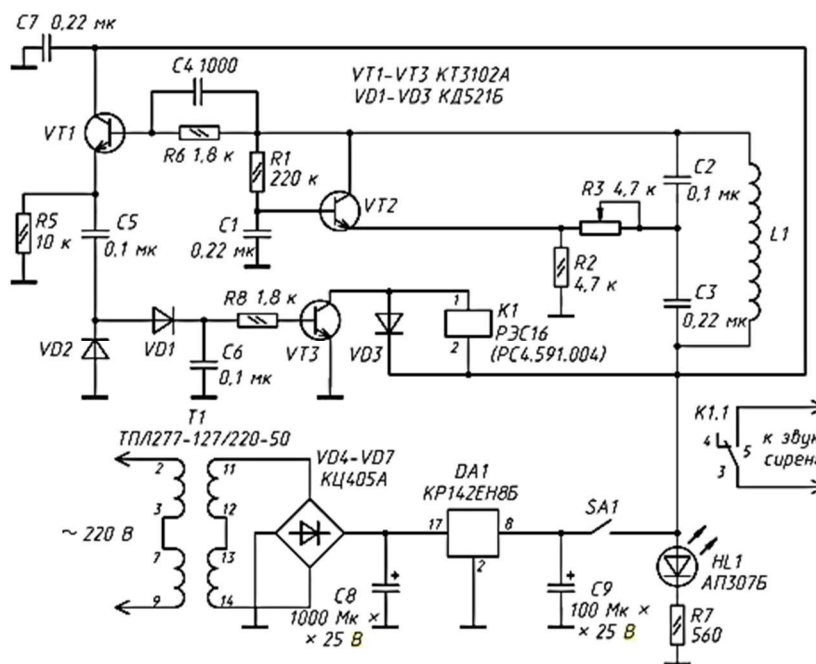 C7 0,22 мк
C4 1000
VT1-VT3 КТ3102А
VD1-VD3 КД521Б
VT1
R6 1,8 к
R1
220 к
VT2
R3 4,7 к
C2
0,1 мк
L1
R5
10 к
C5
0,1 мк
C1
0,22 мк
R2
4,7 к
C3
0,22 мк
R8 1,8 к
1
K1
РЭС16
2
(РС4.591.004)
VD2
VD1
C6
0,1 мк
VT3
VD3
T1
ТПЛ277-127/220-50
K1.1
4
5
3
к звук
сирена
VD4-VD7
КЦ405А
DA1
КР142ЕН8Б
SA1
2
11
3
12
17
8
~ 220 В
7
13
2
9
14
C8
1000 Мк ×
× 25 В
C9
100 Мк ×
× 25 В
HL1
АП307Б
R7
560